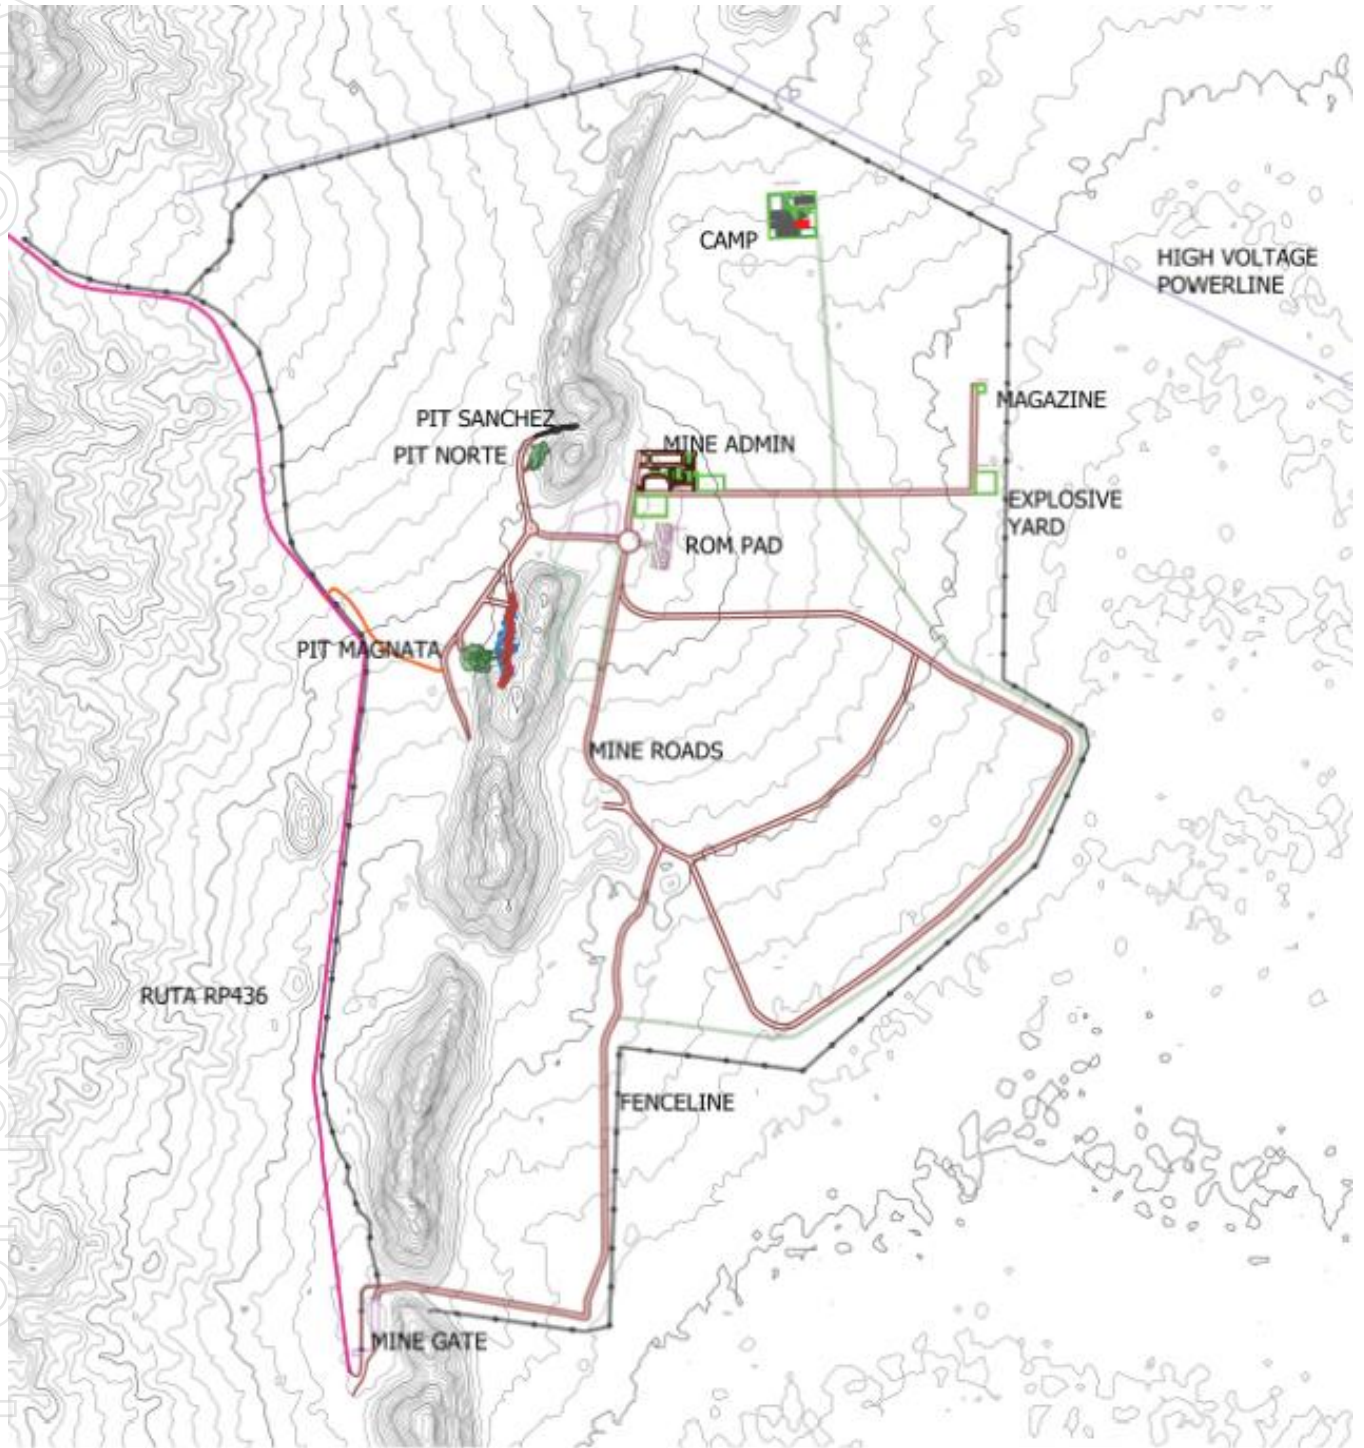 CAMP
HIGH VOLTAGE
POWERLINE
MAGAZINE
PIT SANCHEZ
MINE ADMIN
PIT NORTE
EXPLOSIVE
YARD
ROM PAD
PIT MAGNATA
MINE ROADS
RUTA RP436
FENCELINE
MINE GATE